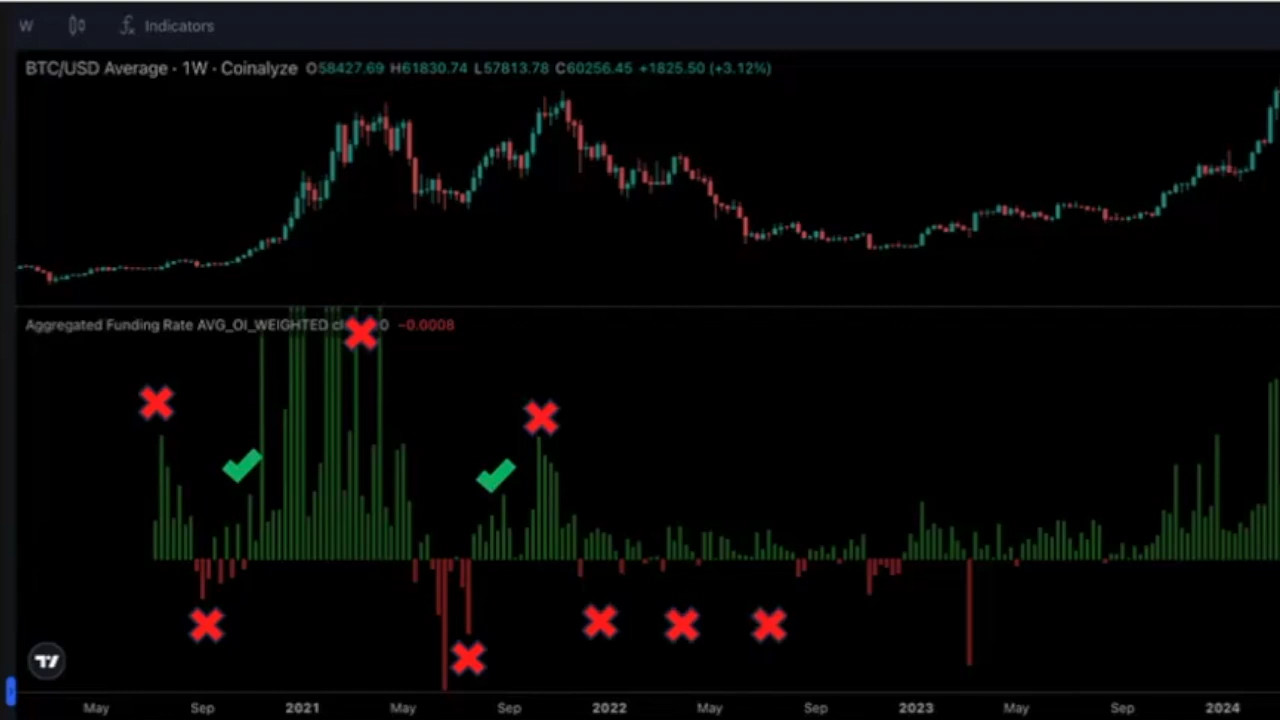 W Indicators
BTC/USD Average · 1W · Coinalyze O58427.69 H61830.74 L57813.78 C60256.45 +1825.50 (+3.12%)
Aggregated Funding Rate AVG_OI_WEIGHTED 0 −0.0008
May Sep 2021 May Sep 2022 May Sep 2023 May Sep 2024